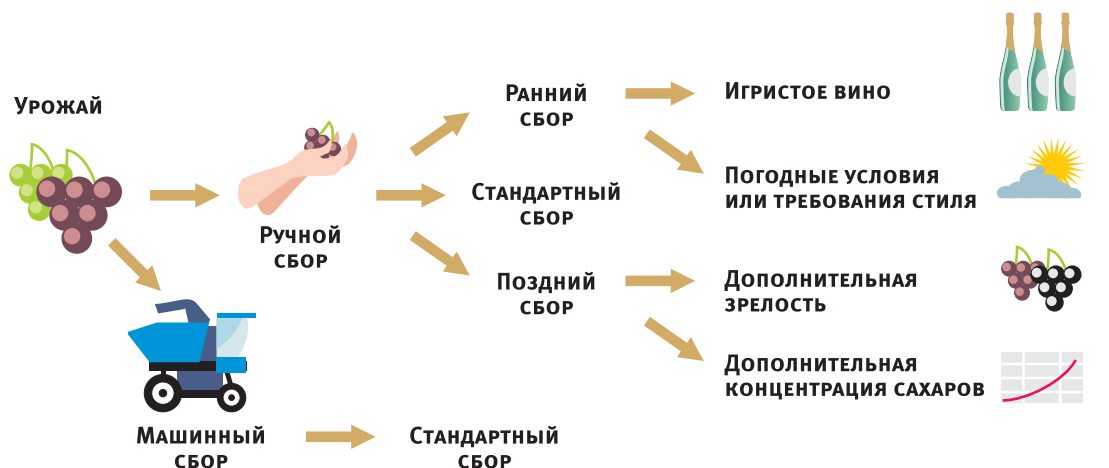 Урожай
Ручной
сбор
Машинный
сбор
Стандартный
сбор
Ранний
сбор
Стандартный
сбор
Поздний
сбор
Игристое вино
Погодные условия
или требования стиля
Дополнительная
зрелость
Дополнительная
концентрация сахаров